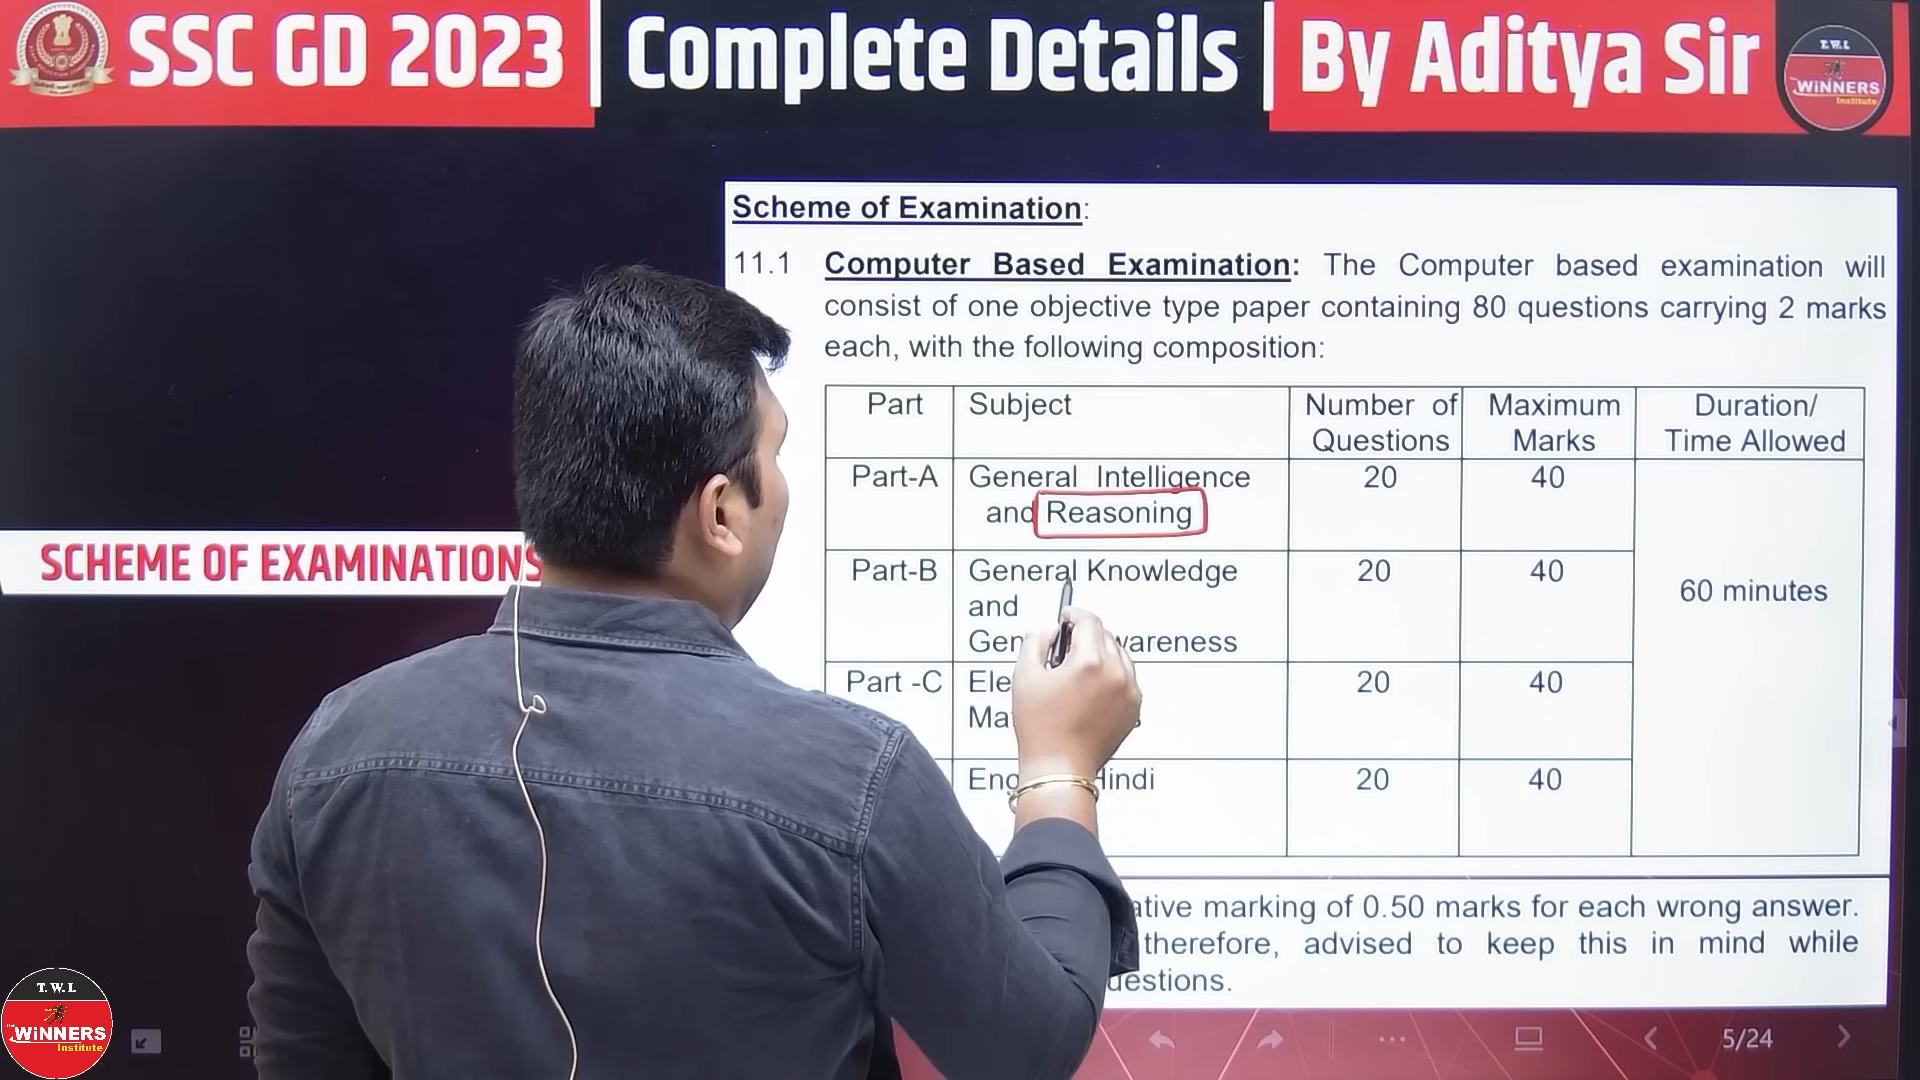 SSC GD 2023 | Complete Details | By Aditya Sir
T.W.I.
WiNNERS
Institute
Scheme of Examination:
11.1 Computer Based Examination: The Computer based examination will
consist of one objective type paper containing 80 questions carrying 2 marks
each, with the following composition:
Part Subject Number of Questions Maximum Marks Duration/ Time Allowed
Part-A General Intelligence and Reasoning 20 40
Part-B General Knowledge and wareness 20 40 60 minutes
Part -C 20 40
Hindi 20 40
SCHEME OF EXAMINATIONS
marking of 0.50 marks for each wrong answer.
therefore, advised to keep this in mind while
T.W.I.
The
WiNNERS
Institute
5/24